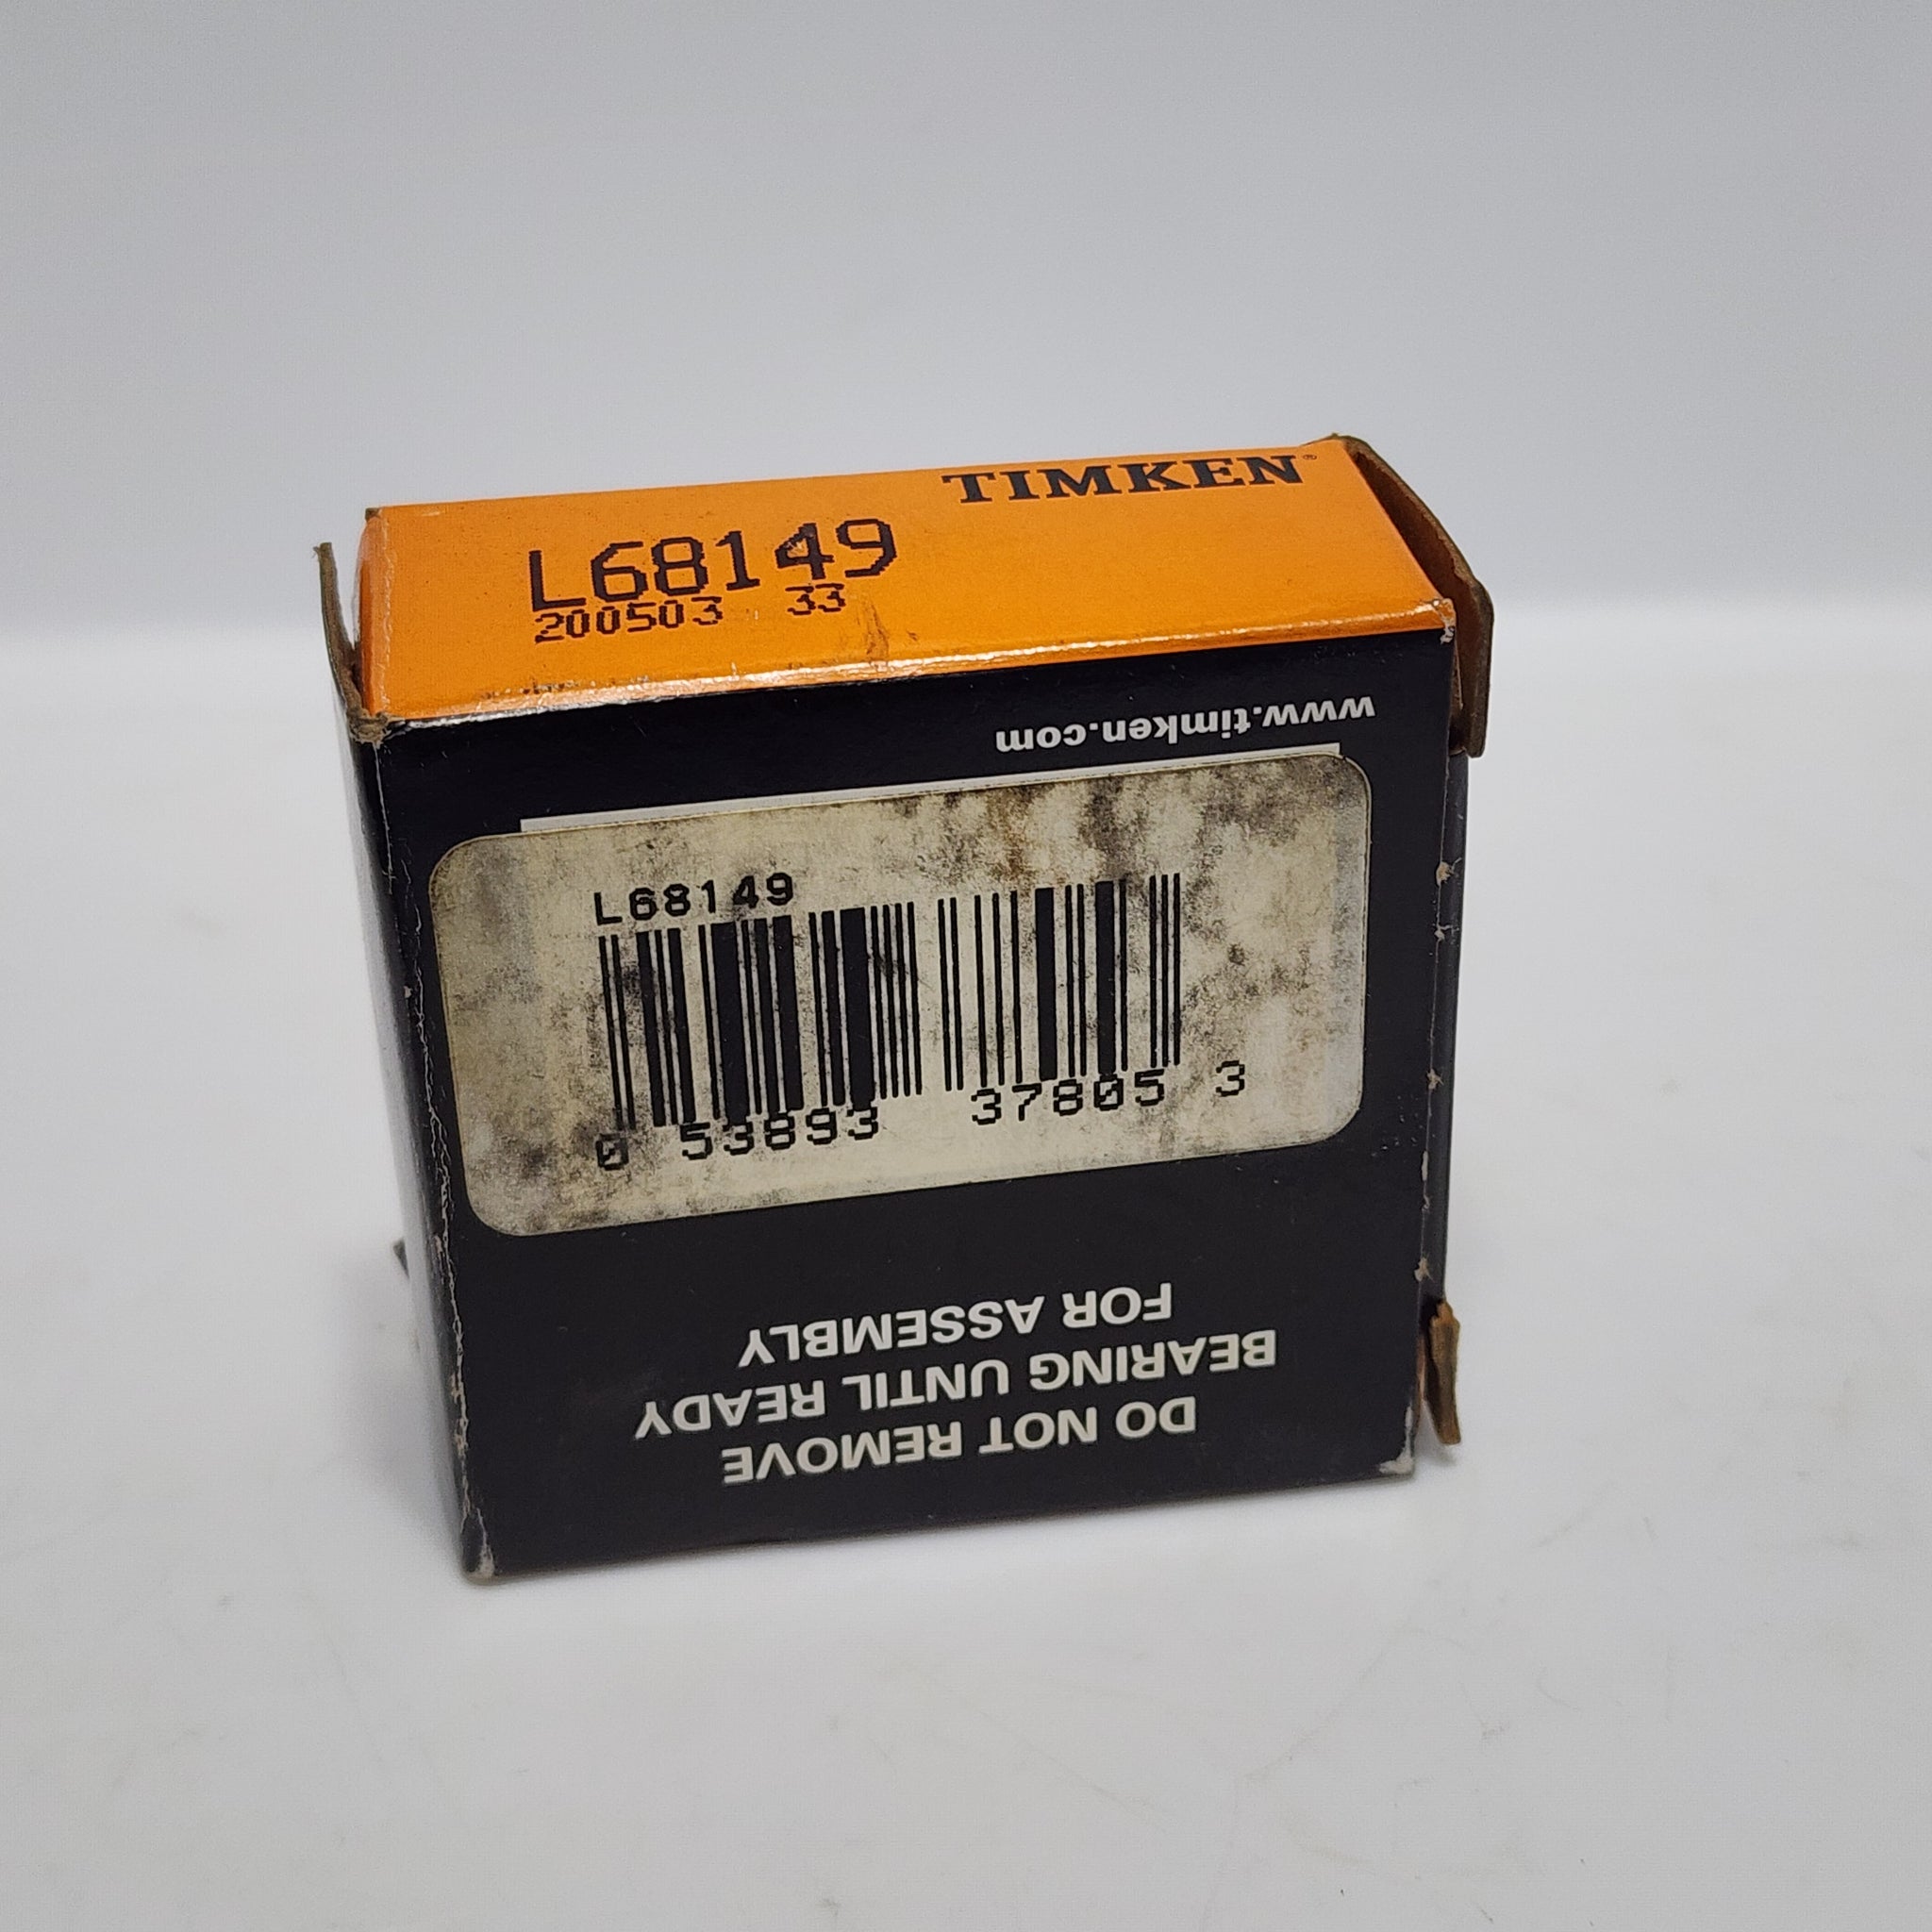 TIMKEN®
L68149
200503 33
www.timken.com
L68149
0 53893 37805 3
DO NOT REMOVE
BEARING UNTIL READY
FOR ASSEMBLY